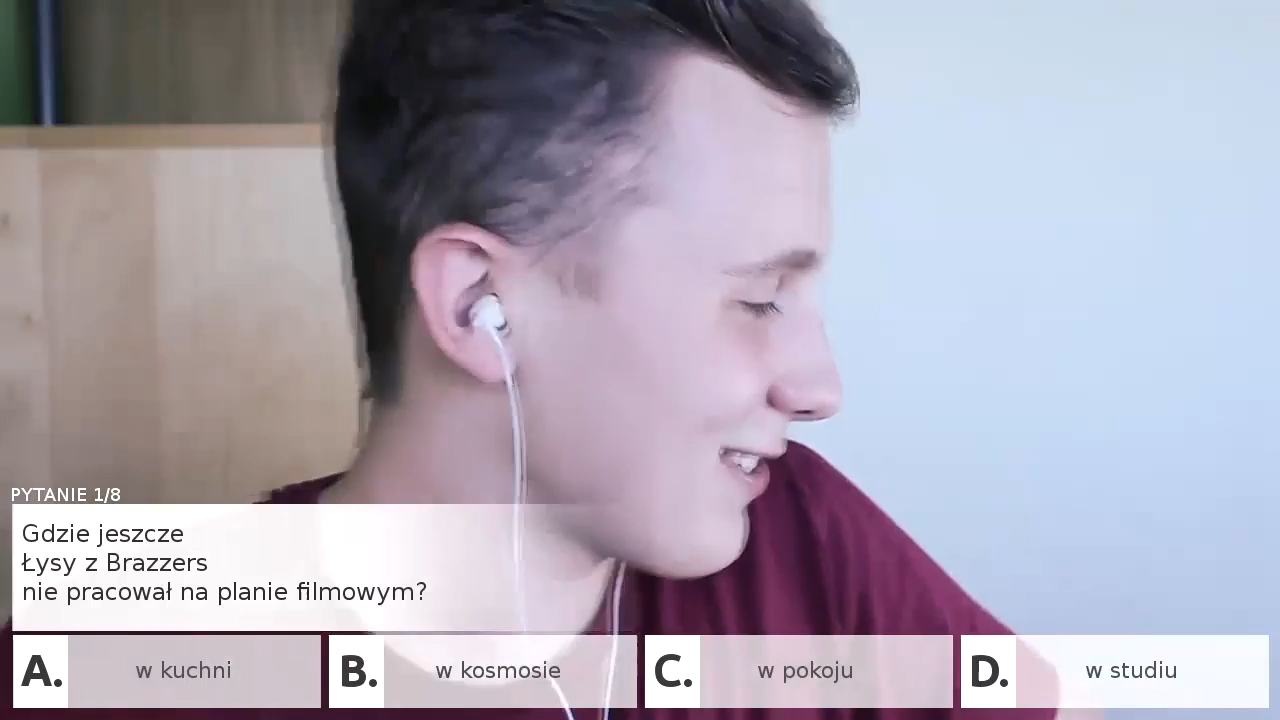 PYTANIE 1/8
Gdzie jeszcze
Łysy z Brazzers
nie pracował na planie filmowym?
A. w kuchni
B. w kosmosie
C. w pokoju
D. w studiu